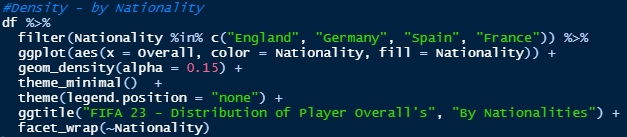 #Density - by Nationality
df %>%
  filter(Nationality %in% c("England", "Germany", "Spain", "France")) %>%
  ggplot(aes(x = Overall, color = Nationality, fill = Nationality)) +
  geom_density(alpha = 0.15) +
  theme_minimal()  +
  theme(legend.position = "none") +
  ggtitle("FIFA 23 - Distribution of Player Overall's", "By Nationalities") +
  facet_wrap(~Nationality)